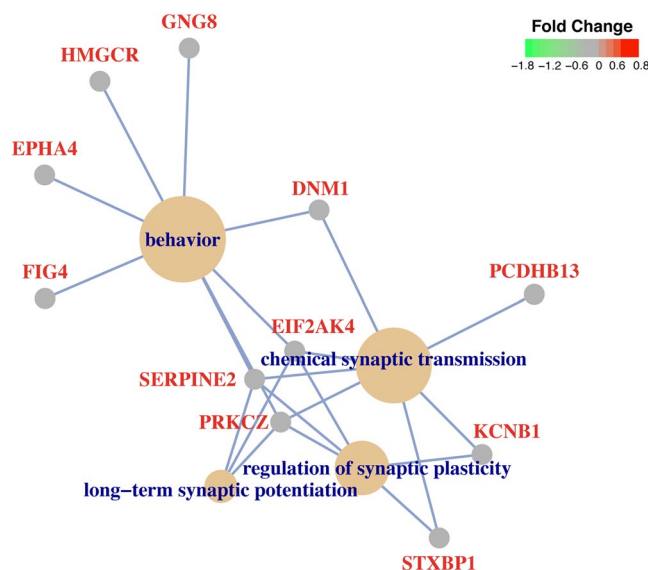 GNG8
Fold Change
HMGCR
−1.8 −1.2 −0.6 0 0.6 0.8
EPHA4
DNM1
behavior
FIG4
PCDHB13
EIF2AK4
chemical synaptic transmission
SERPINE2
PRKCZ
KCNB1
regulation of synaptic plasticity
long−term synaptic potentiation
STXBP1